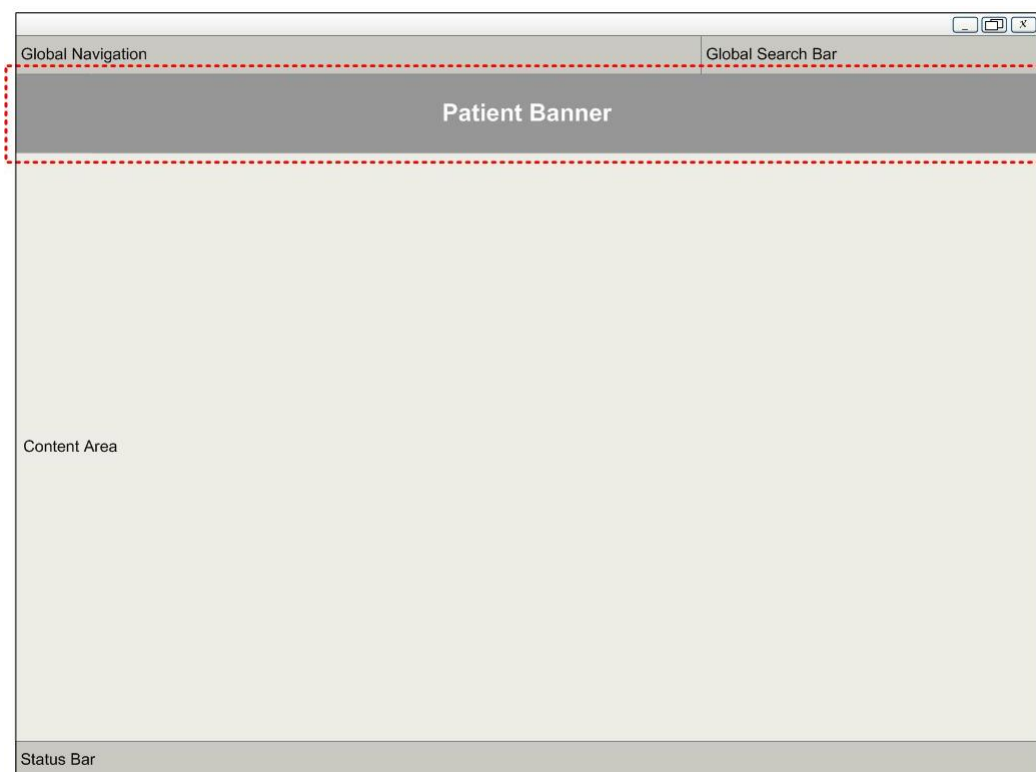 Global Navigation
Global Search Bar
Patient Banner
Content Area
Status Bar